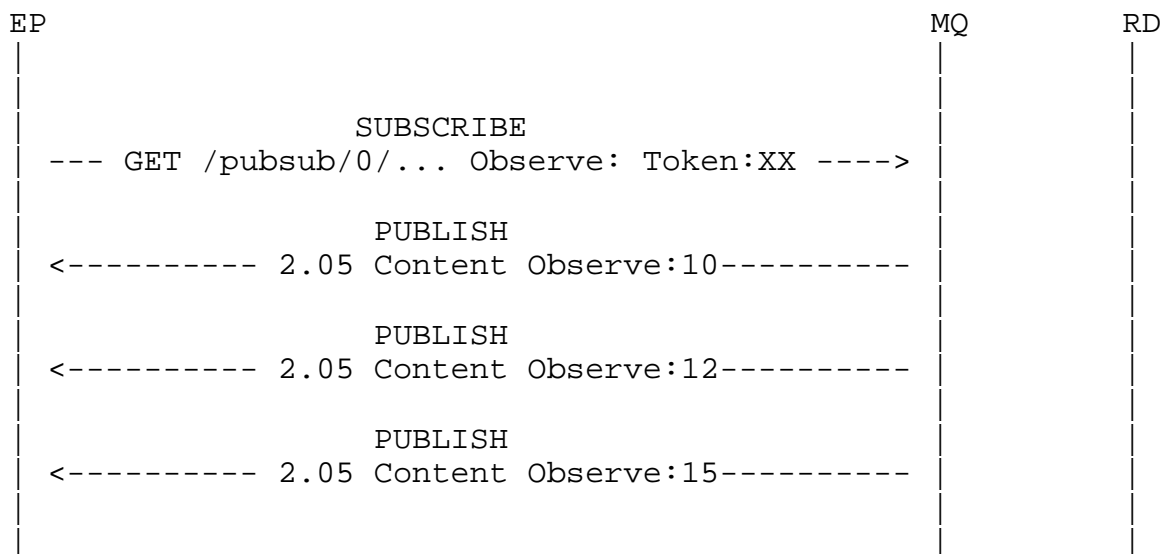 EP MQ RD
SUBSCRIBE
--- GET /pubsub/0/... Observe: Token:XX ---->
PUBLISH
<---------- 2.05 Content Observe:10----------
PUBLISH
<---------- 2.05 Content Observe:12----------
PUBLISH
<---------- 2.05 Content Observe:15----------